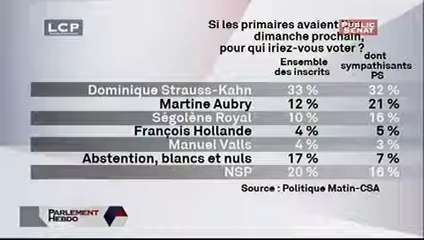 LCP
Si les primaires avaient
dimanche prochain,
pour qui iriez-vous voter ?
PUBLIC
SENAT
Ensemble
des inscrits
dont
sympathisants
PS
Dominique Strauss-Kahn 33 % 32 %
Martine Aubry 12 % 21 %
Ségolène Royal 10 % 16 %
François Hollande 4 % 5 %
Manuel Valls 4 % 3 %
Abstention, blancs et nuls 17 % 7 %
NSP 20 % 16 %
Source : Politique Matin-CSA
PARLEMENT
HEBDO